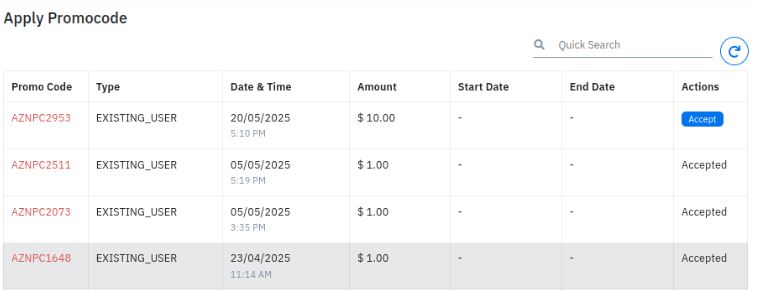 Apply Promocode
Quick Search
Promo Code Type Date & Time Amount Start Date End Date Actions
AZNPC2953 EXISTING_USER 20/05/2025 $ 10.00 - - Accept
5:10 PM
AZNPC2511 EXISTING_USER 05/05/2025 $ 1.00 - - Accepted
5:19 PM
AZNPC2073 EXISTING_USER 05/05/2025 $ 1.00 - - Accepted
3:35 PM
AZNPC1648 EXISTING_USER 23/04/2025 $ 1.00 - - Accepted
11:14 AM